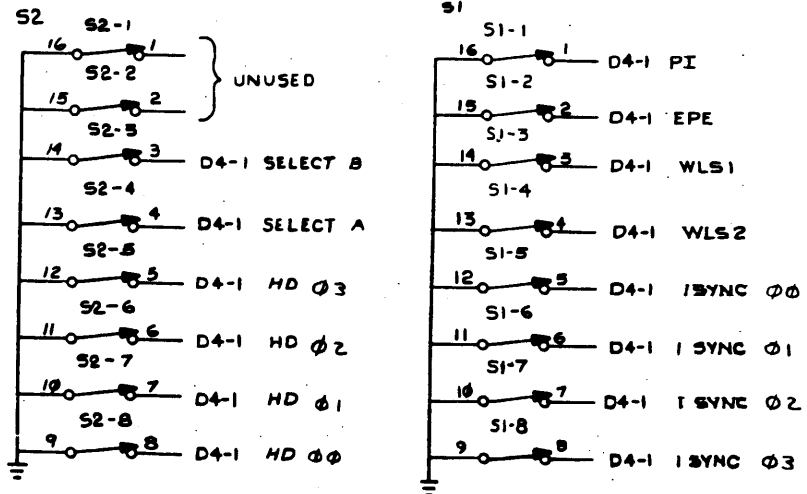 S2
S2-1
16 1
S2-2
UNUSED
15 2
S2-3
14 3 D4-1 SELECT B
S2-4
13 4 D4-1 SELECT A
S2-5
12 5 D4-1 HD Ø3
S2-6
11 6 D4-1 HD Ø2
S2-7
1Ø 7 D4-1 HD Ø1
S2-8
9 8 D4-1 HD ØØ
S1
S1-1
16 1 D4-1 PI
S1-2
15 2 D4-1 EPE
S1-3
14 3 D4-1 WLS1
S1-4
13 4 D4-1 WLS2
S1-5
12 5 D4-1 ISYNC ØØ
S1-6
11 6 D4-1 I SYNC Ø1
S1-7
1Ø 7 D4-1 I SYNC Ø2
S1-8
9 8 D4-1 I SYNC Ø3